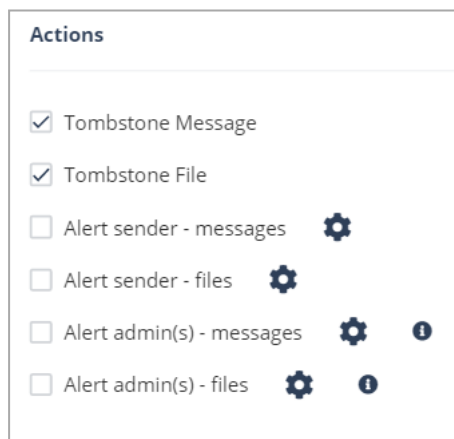 Actions
Tombstone Message
Tombstone File
Alert sender - messages
Alert sender - files
Alert admin(s) - messages
Alert admin(s) - files